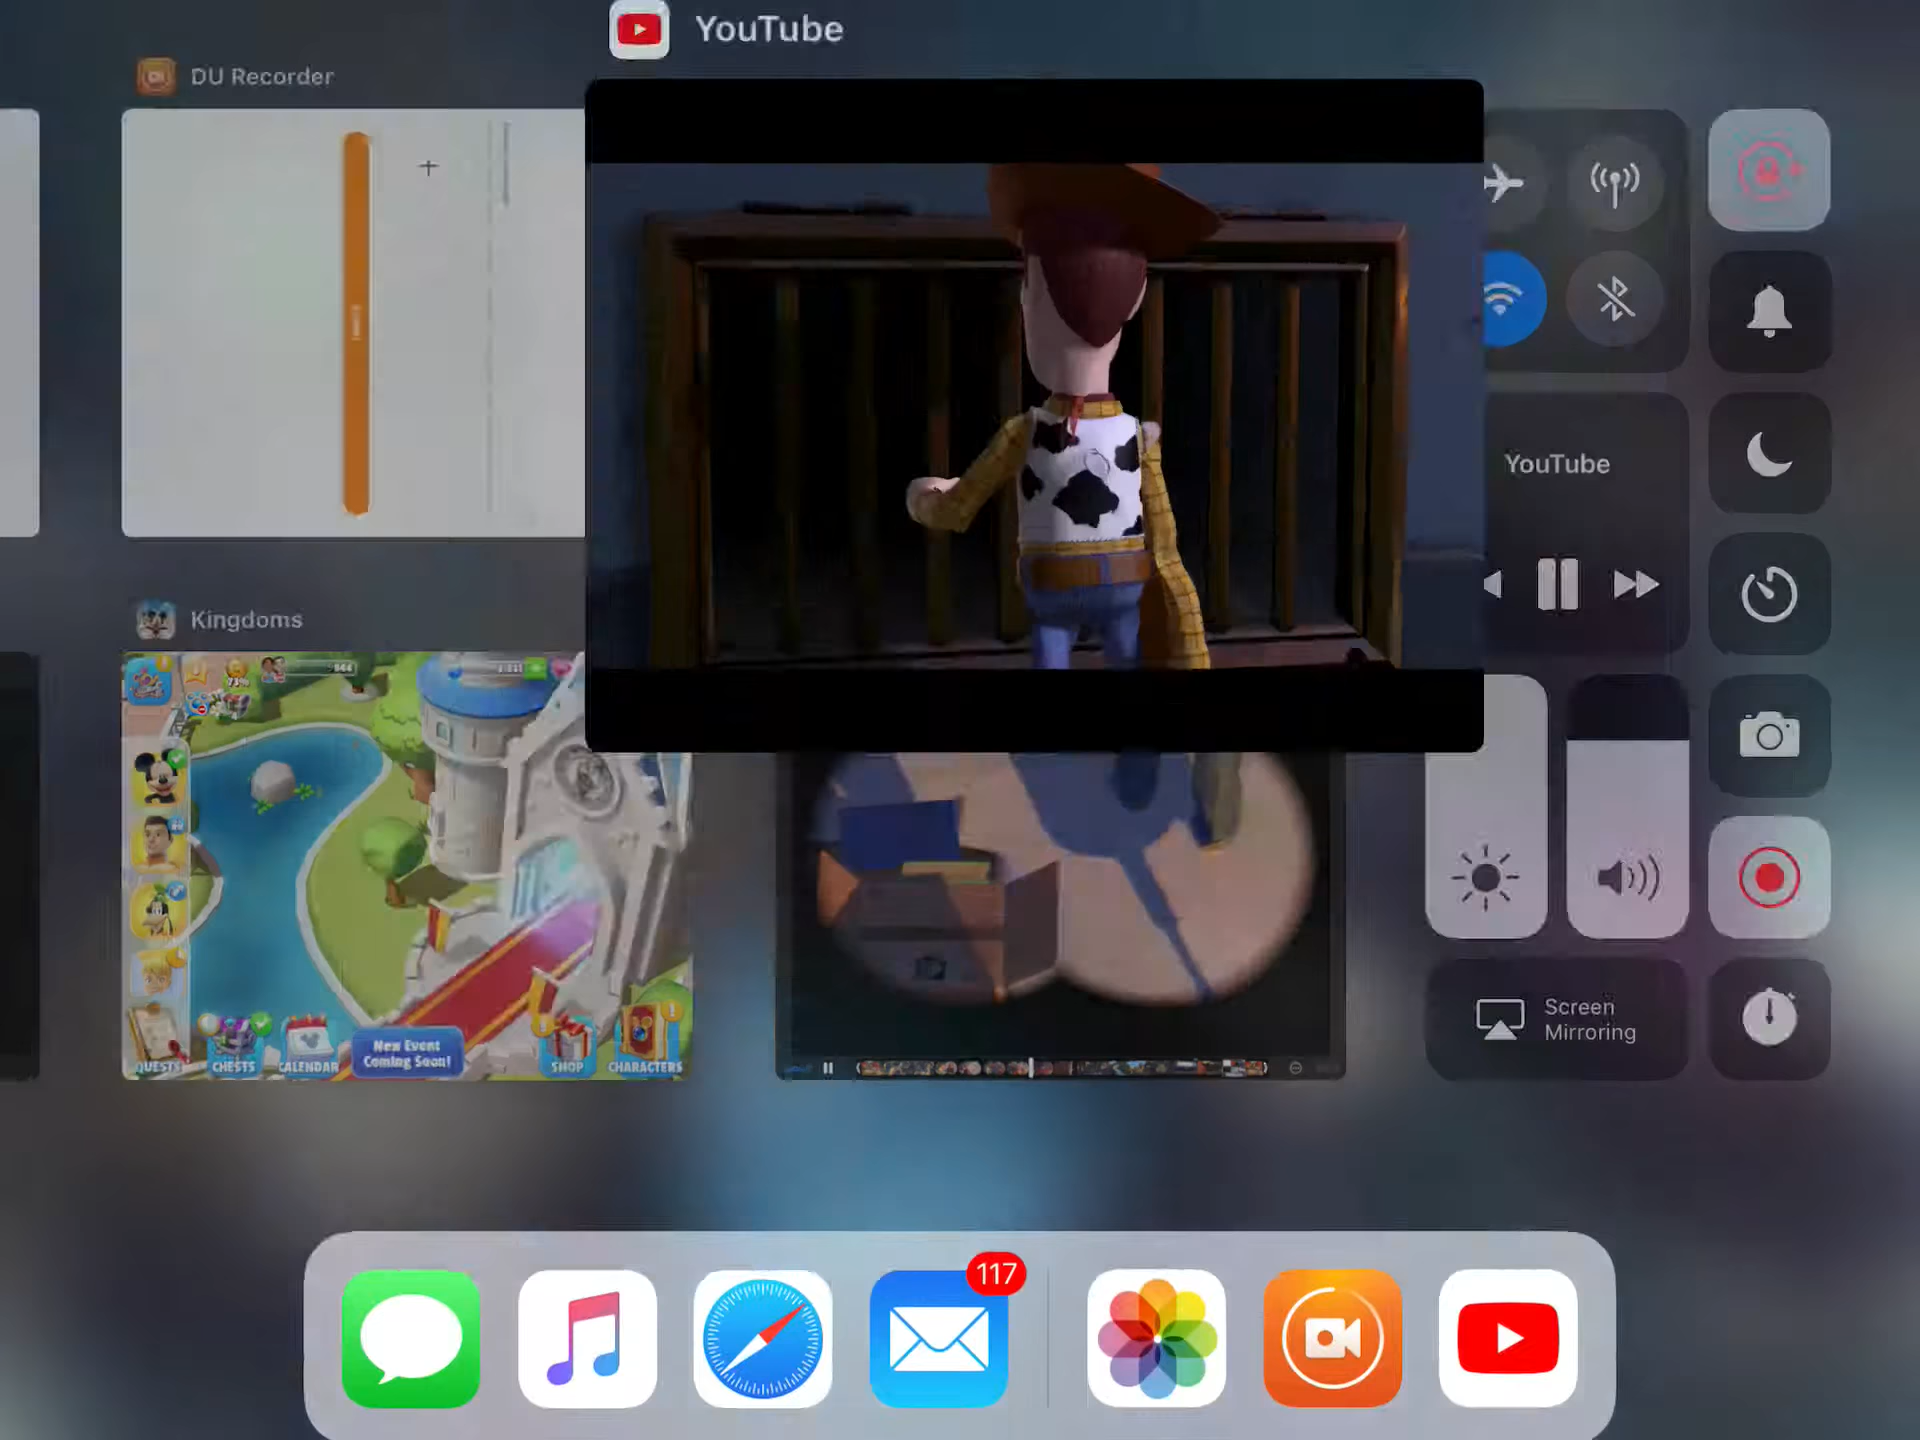 YouTube
DU Recorder
YouTube
Kingdoms
Screen
Mirroring
New Event
Coming Soon!
QUESTS
CHESTS
CALENDAR
SHOP
CHARACTERS
117